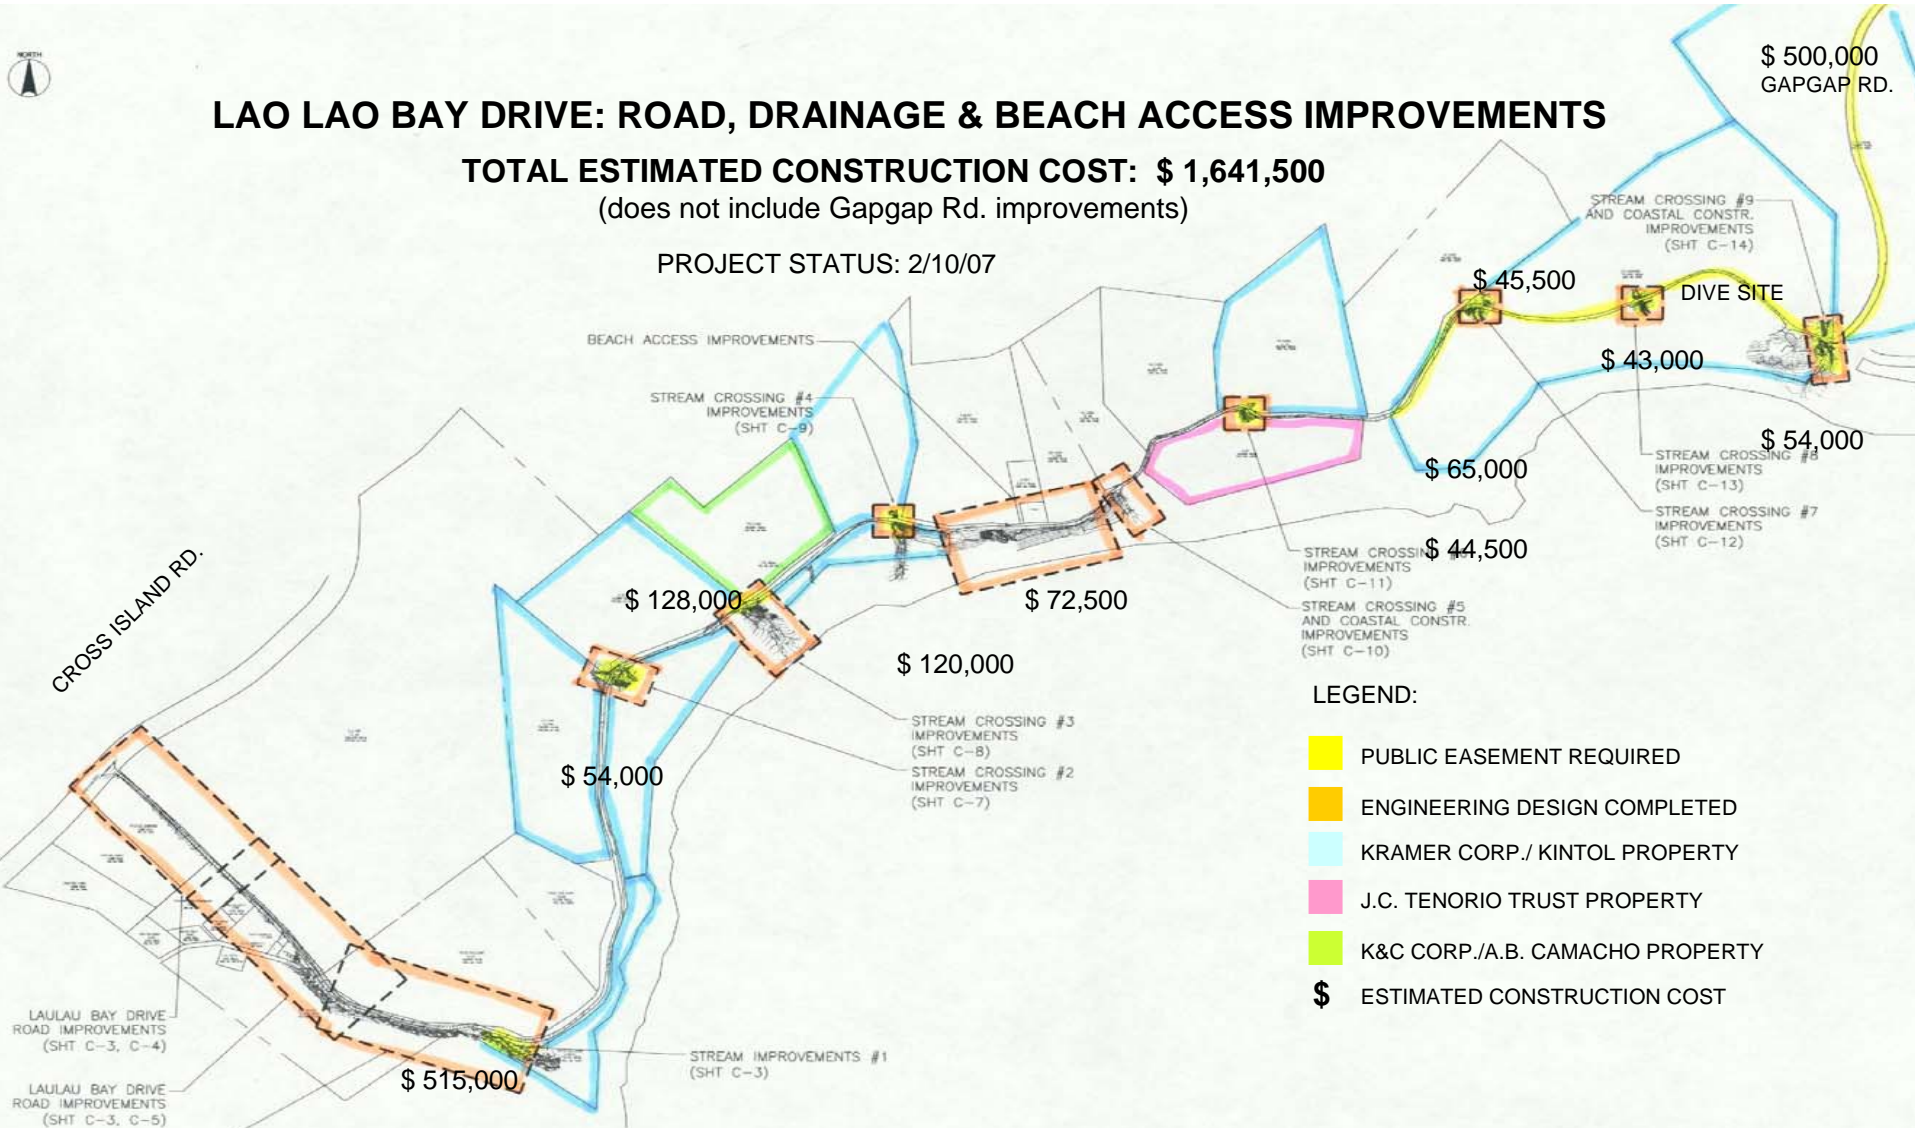 NORTH
$ 500,000
GAPGAP RD.
LAO LAO BAY DRIVE: ROAD, DRAINAGE & BEACH ACCESS IMPROVEMENTS
TOTAL ESTIMATED CONSTRUCTION COST: $ 1,641,500
(does not include Gapgap Rd. improvements)
PROJECT STATUS: 2/10/07
STREAM CROSSING #9
AND COASTAL CONSTR.
IMPROVEMENTS
(SHT C-14)
$ 45,500
DIVE SITE
BEACH ACCESS IMPROVEMENTS
$ 43,000
STREAM CROSSING #4
IMPROVEMENTS
(SHT C-9)
$ 54,000
STREAM CROSSING #8
IMPROVEMENTS
(SHT C-13)
$ 65,000
STREAM CROSSING #7
IMPROVEMENTS
(SHT C-12)
STREAM CROSSING
$ 44,500
IMPROVEMENTS
(SHT C-11)
CROSS ISLAND RD.
$ 128,000
$ 72,500
STREAM CROSSING #5
AND COASTAL CONSTR.
IMPROVEMENTS
(SHT C-10)
$ 120,000
STREAM CROSSING #3
IMPROVEMENTS
(SHT C-8)
STREAM CROSSING #2
IMPROVEMENTS
(SHT C-7)
$ 54,000
LEGEND:
PUBLIC EASEMENT REQUIRED
ENGINEERING DESIGN COMPLETED
KRAMER CORP./ KINTOL PROPERTY
J.C. TENORIO TRUST PROPERTY
K&C CORP./A.B. CAMACHO PROPERTY
$ ESTIMATED CONSTRUCTION COST
LAULAU BAY DRIVE
ROAD IMPROVEMENTS
(SHT C-3, C-4)
STREAM IMPROVEMENTS #1
(SHT C-3)
$ 515,000
LAULAU BAY DRIVE
ROAD IMPROVEMENTS
(SHT C-3, C-5)